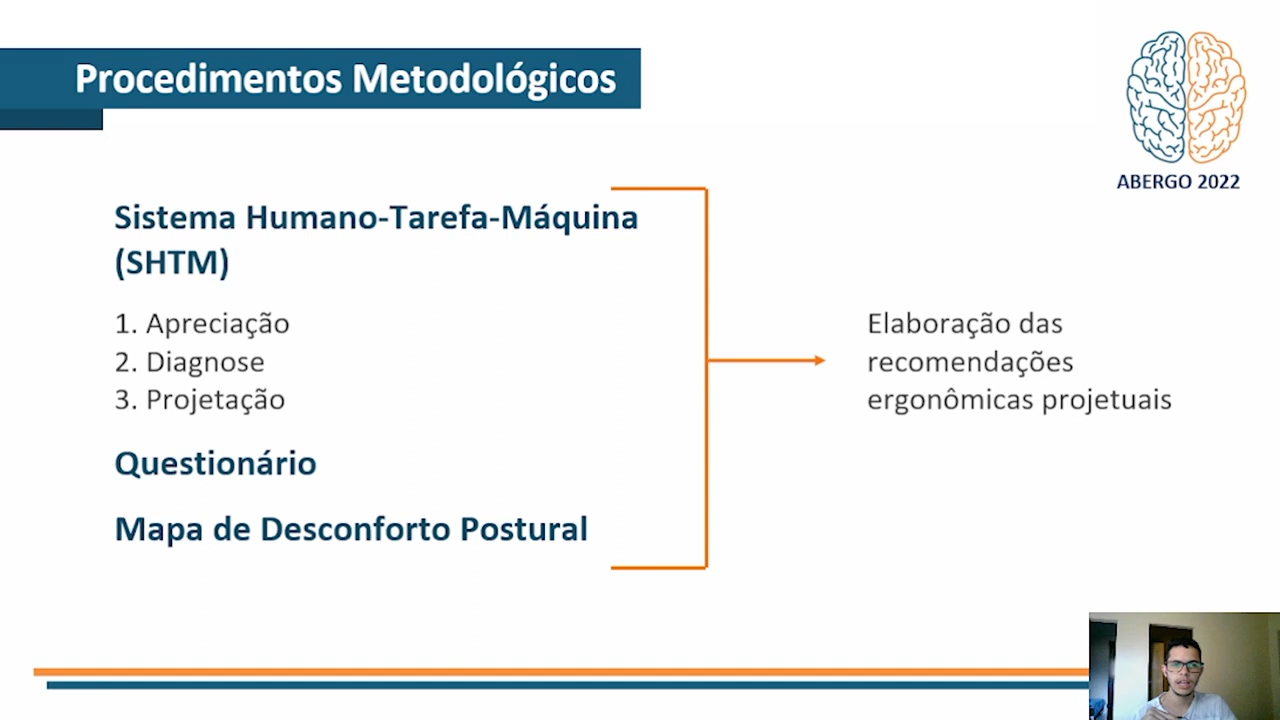 Procedimentos Metodológicos
ABERGO 2022
Sistema Humano-Tarefa-Máquina
(SHTM)
1. Apreciação
2. Diagnose
3. Projetação
Questionário
Mapa de Desconforto Postural
Elaboração das
recomendações
ergonômicas projetuais